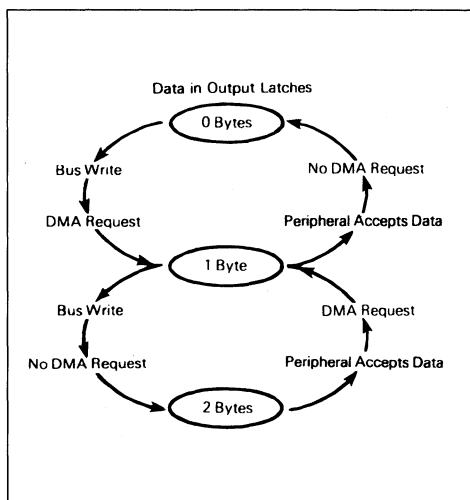 Data in Output Latches
0 Bytes
Bus Write
No DMA Request
DMA Request
Peripheral Accepts Data
1 Byte
Bus Write
DMA Request
No DMA Request
Peripheral Accepts Data
2 Bytes